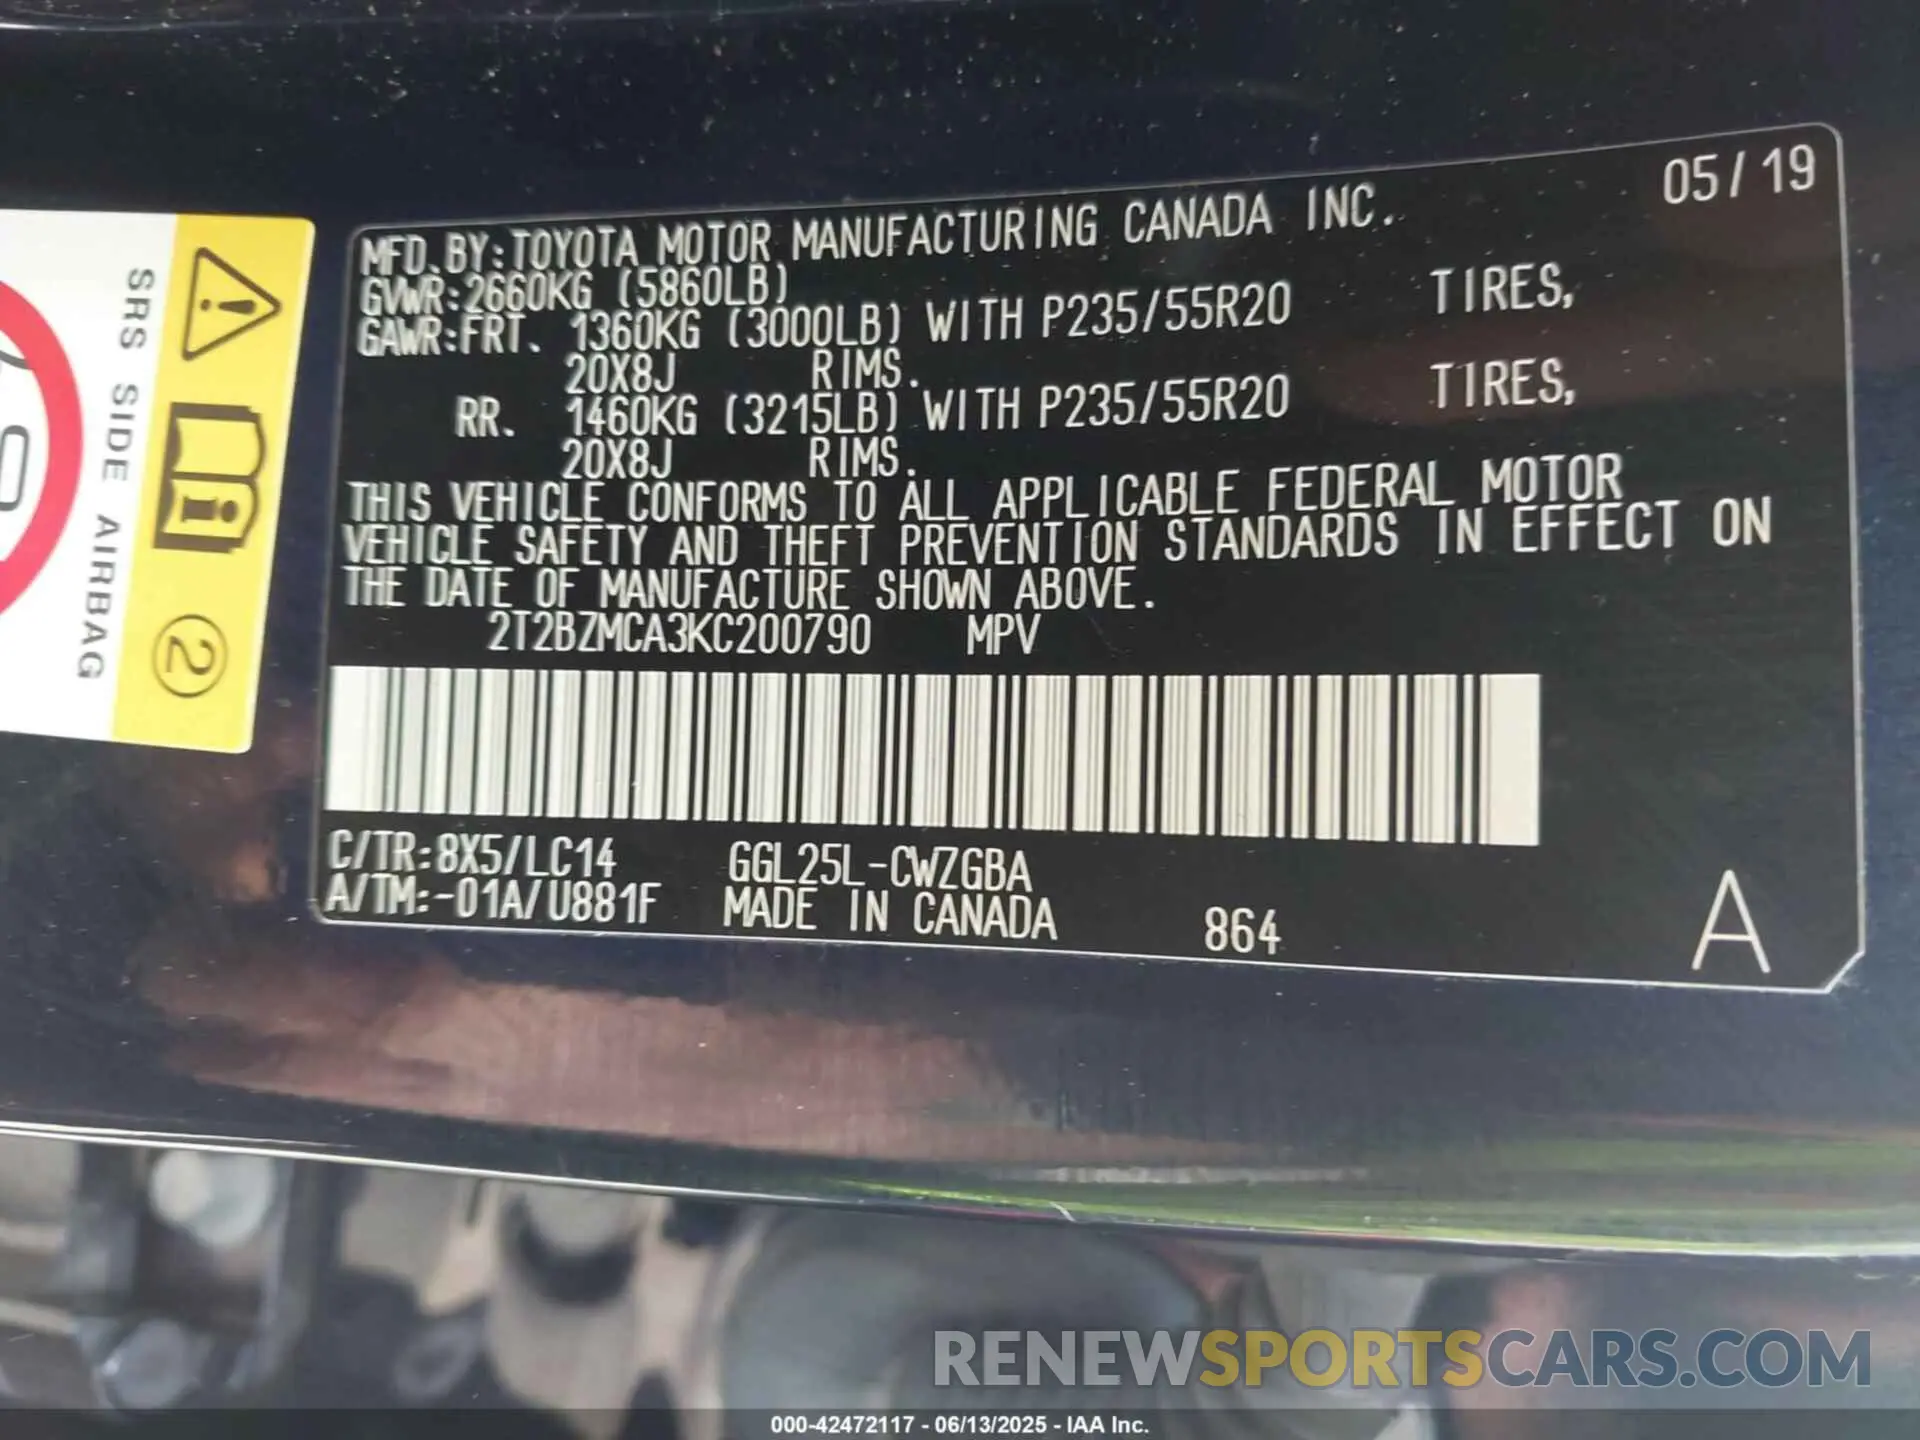 05/19
MFD.BY:TOYOTA MOTOR MANUFACTURING CANADA INC.
GVWR:2660KG (5860LB)
GAWR:FRT. 1360KG (3000LB) WITH P235/55R20 TIRES,
20X8J RIMS.
RR. 1460KG (3215LB) WITH P235/55R20 TIRES,
20X8J RIMS.
THIS VEHICLE CONFORMS TO ALL APPLICABLE FEDERAL MOTOR
VEHICLE SAFETY AND THEFT PREVENTION STANDARDS IN EFFECT ON
THE DATE OF MANUFACTURE SHOWN ABOVE.
2T2BZMCA3KC200790 MPV
C/TR:8X5/LC14 GGL25L-CWZGBA
A/TM:-01A/U881F MADE IN CANADA 864
A
SRS SIDE AIRBAG
2
RENEWSPORTSCARS.COM
000-42472117 - 06/13/2025 - IAA Inc.